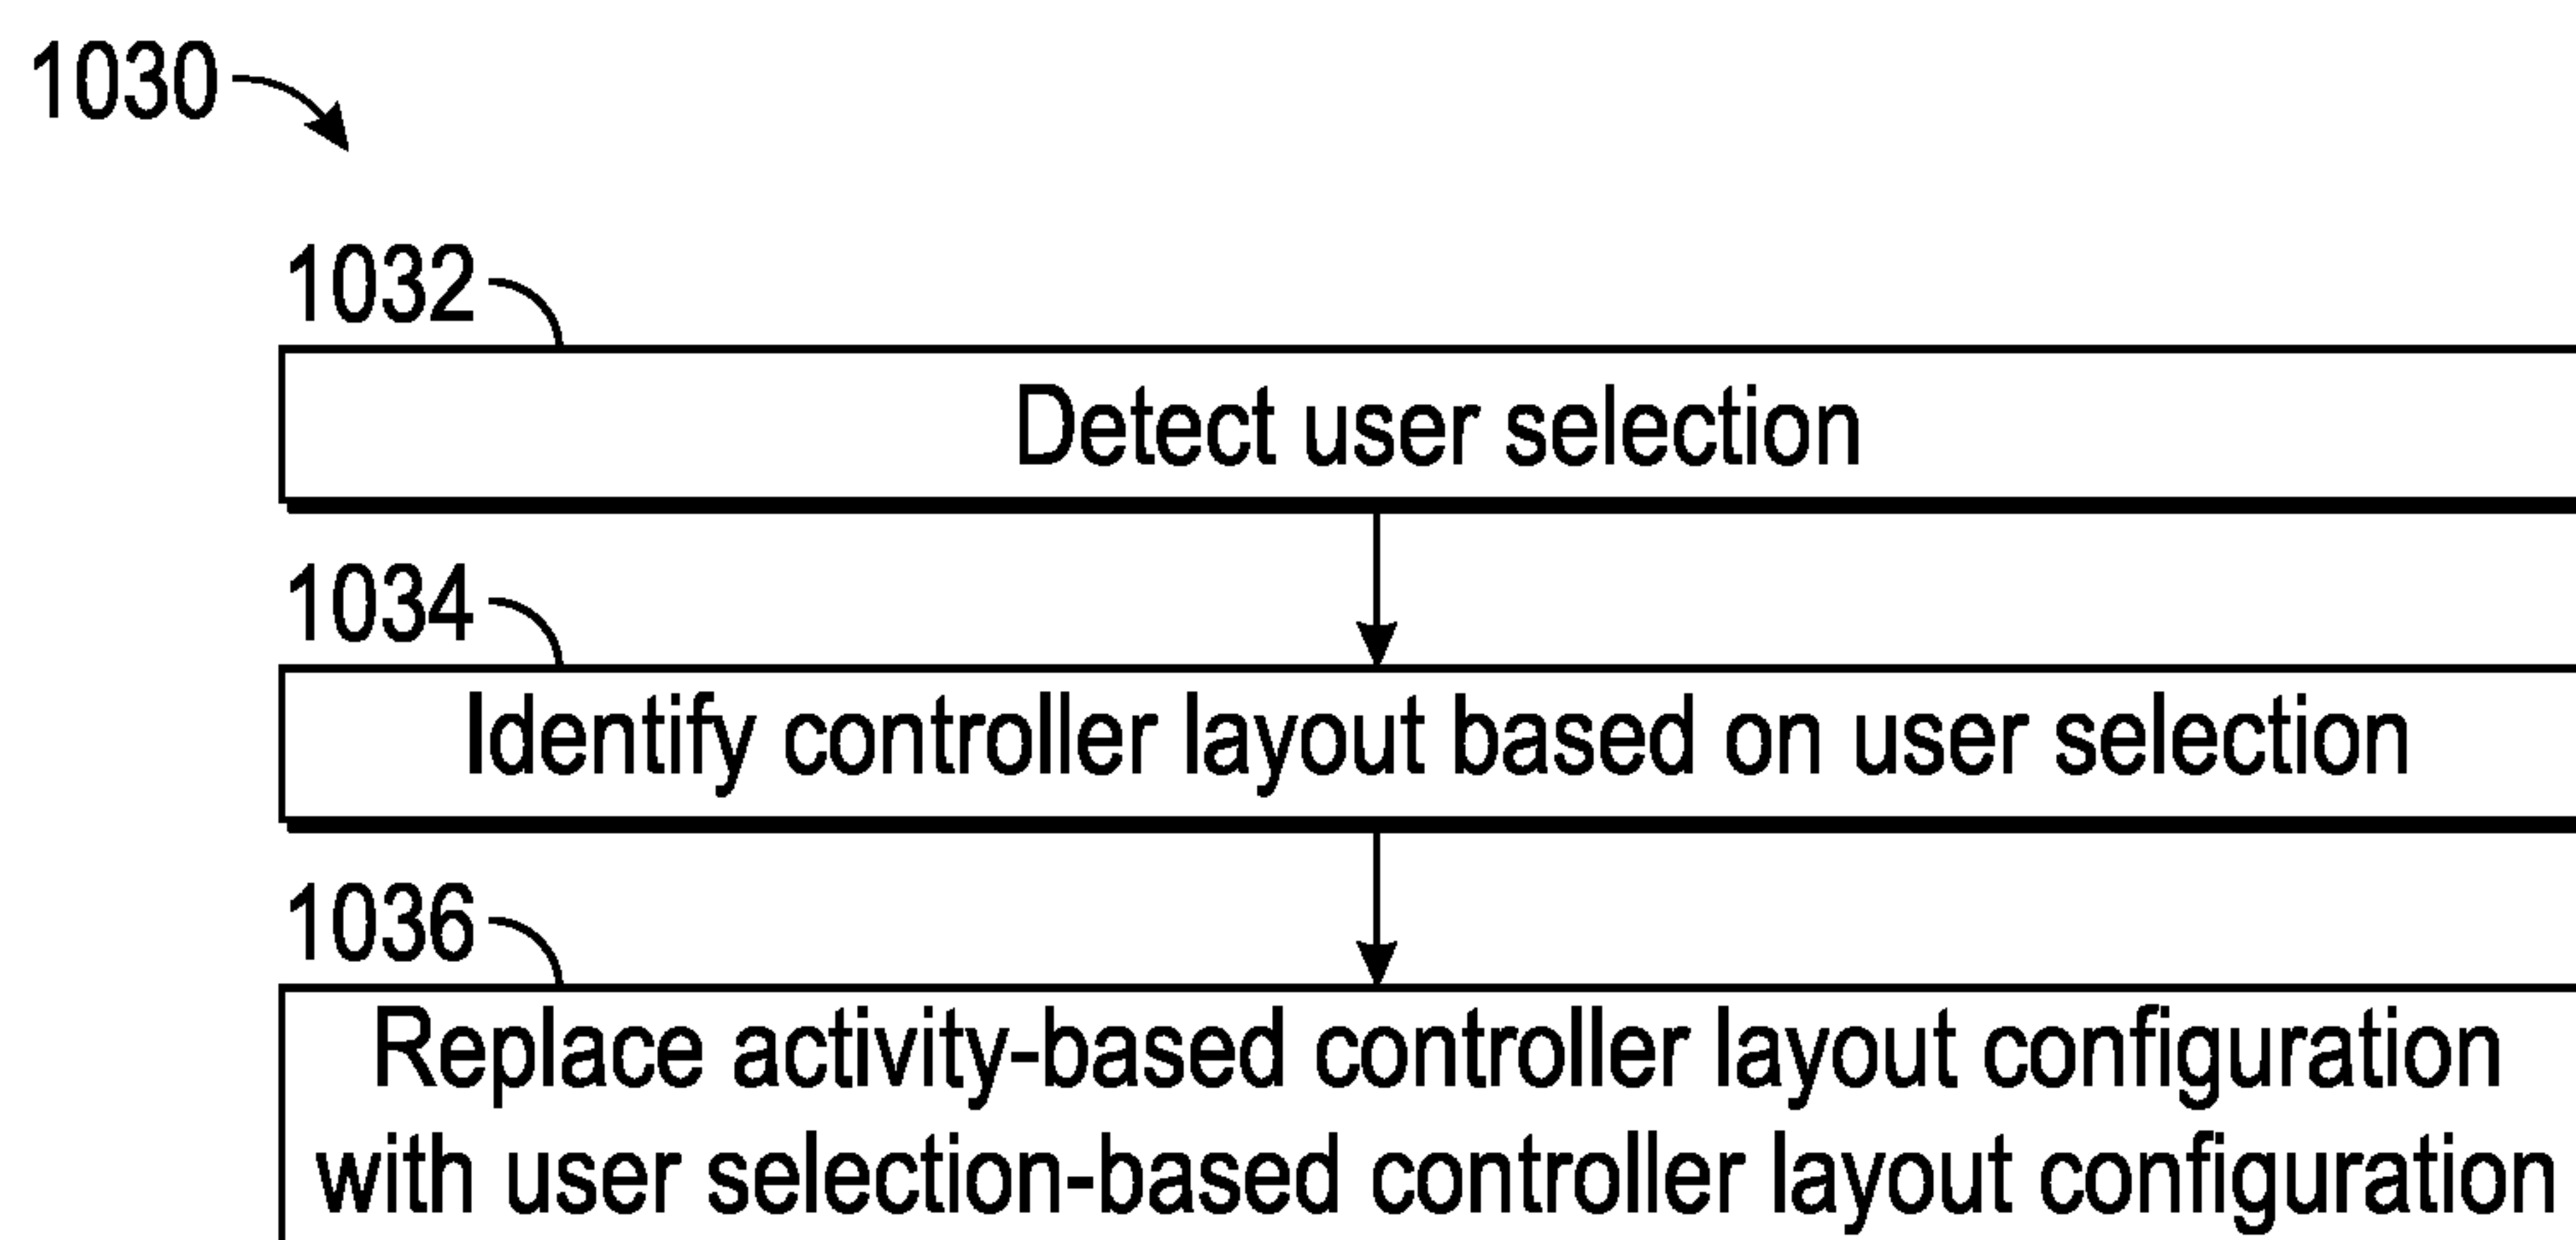 1030
1032
Detect user selection
1034
Identify controller layout based on user selection
1036
Replace activity-based controller layout configuration
with user selection-based controller layout configuration